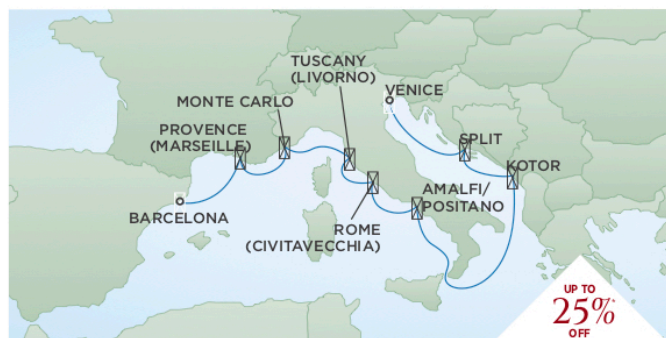 TUSCANY
(LIVORNO)
VENICE
MONTE CARLO
PROVENCE
(MARSEILLE)
SPLIT
KOTOR
AMALFI/
POSITANO
BARCELONA
ROME
(CIVITAVECCHIA)
UP TO
25%*
OFF